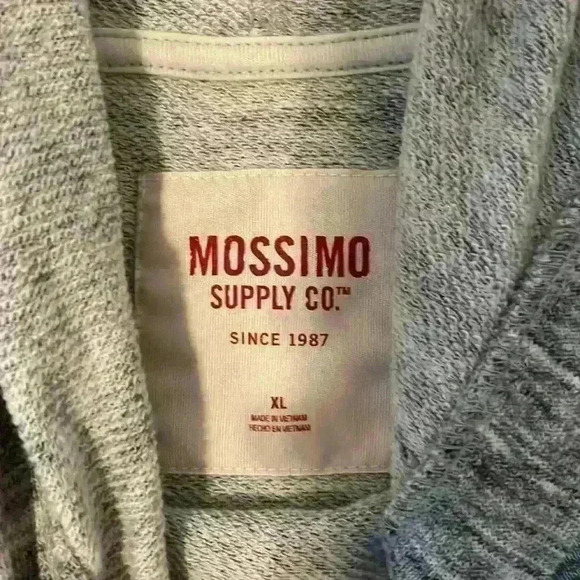 MOSSIMO
SUPPLY CO.™
SINCE 1987
XL
MADE IN VIETNAM
HECHO EN VIETNAM